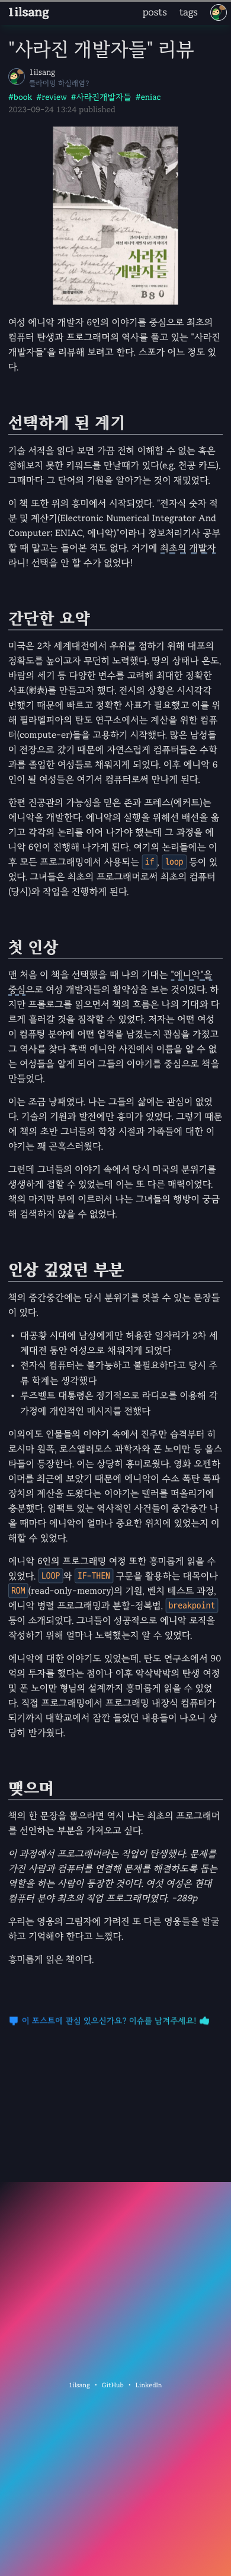 1ilsang
posts
tags
"사라진 개발자들" 리뷰
1ilsang
클라이밍 하실래염?
#book #review #사라진개발자들 #eniac
2023-09-24 13:24 published
사라진
개발자들
여성 에니악 개발자 6인의 이야기를 중심으로 최초의
컴퓨터 탄생과 프로그래머의 역사를 풀고 있는 "사라진
개발자들"을 리뷰해 보려고 한다. 스포가 어느 정도 있
다.
선택하게 된 계기
기술 서적을 읽다 보면 가끔 전혀 이해할 수 없는 혹은
접해보지 못한 키워드를 만날때가 있다(e.g, 천공 카드).
그때마다 그 단어의 기원을 알아가는 것이 재밌었다.
이 책 또한 위의 흥미에서 시작되었다. "전자식 숫자 적
분 및 계산기(Electronic Numerical Integrator And
Computer; ENIAC, 에니악)"이라니 정보처리기사 공부
할 때 말고는 들어본 적도 없다. 거기에 최초의 개발자
라니! 선택을 안 할 수가 없었다!
간단한 요약
미국은 2차 세계대전에서 우위를 점하기 위해 대포의
정확도를 높이고자 무던히 노력했다. 땅의 상태나 온도,
바람의 세기 등 다양한 변수를 고려해 최대한 정확한
사표(射表)를 만들고자 했다. 전시의 상황은 시시각각
변했기 때문에 빠르고 정확한 사표가 필요했고 이를 위
해 필라델피아의 탄도 연구소에서는 계산을 위한 컴퓨
터(compute-er)들을 고용하기 시작했다. 많은 남성들
이 전장으로 갔기 때문에 자연스럽게 컴퓨터들은 수학
과를 졸업한 여성들로 채워지게 되었다. 이후 에니악 6
인이 될 여성들은 여기서 컴퓨터로써 만나게 된다.
한편 진공관의 가능성을 믿은 존과 프레스(에커트)는
에니악을 개발한다. 에니악의 실행을 위해선 배선을 옮
기고 각각의 논리를 이어 나가야 했는데 그 과정을 에
니악 6인이 진행해 나가게 된다. 여기의 논리들에는 이
후 모든 프로그래밍에서 사용되는 if, loop 등이 있
었다. 그녀들은 최초의 프로그래머로써 최초의 컴퓨터
(당시)와 작업을 진행하게 된다.
첫 인상
맨 처음 이 책을 선택했을 때 나의 기대는 "에니악"을
중심으로 여성 개발자들의 활약상을 보는 것이었다. 하
지만 프롤로그를 읽으면서 책의 흐름은 나의 기대와 다
르게 흘러갈 것을 짐작할 수 있었다. 저자는 어떤 여성
이 컴퓨팅 분야에 어떤 업적을 남겼는지 관심을 가졌고
그 역사를 찾다 흑백 에니악 사진에서 이름을 알 수 없
는 여성들을 알게 되어 그들의 이야기를 중심으로 책을
만들었다.
이는 조금 낭패였다. 나는 그들의 삶에는 관심이 없었
다. 기술의 기원과 발전에만 흥미가 있었다. 그렇기 때문
에 책의 초반 그녀들의 학창 시절과 가족들에 대한 이
야기는 꽤 곤혹스러웠다.
그런데 그녀들의 이야기 속에서 당시 미국의 분위기를
생생하게 접할 수 있었는데 이는 또 다른 매력이었다.
책의 마지막 부에 이르러서 나는 그녀들의 행방이 궁금
해 검색하지 않을 수 없었다.
인상 깊었던 부분
책의 중간중간에는 당시 분위기를 엿볼 수 있는 문장들
이 있다.
• 대공황 시대에 남성에게만 허용한 일자리가 2차 세
계대전 동안 여성으로 채워지게 되었다
• 전자식 컴퓨터는 불가능하고 불필요하다고 당시 주
류 학계는 생각했다
• 루즈벨트 대통령은 정기적으로 라디오를 이용해 각
가정에 개인적인 메시지를 전했다
이외에도 인물들의 이야기 속에서 진주만 습격부터 히
로시마 원폭, 로스앨러모스 과학자와 폰 노이만 등 올스
타들이 등장한다. 이는 상당히 흥미로웠다. 영화 오펜하
이머를 최근에 보았기 때문에 에니악이 수소 폭탄 폭파
장치의 계산을 도왔다는 이야기는 텔러를 떠올리기에
충분했다. 임팩트 있는 역사적인 사건들이 중간중간 나
올 때마다 에니악이 얼마나 중요한 위치에 있었는지 이
해할 수 있었다.
에니악 6인의 프로그래밍 여정 또한 흥미롭게 읽을 수
있었다. LOOP와 IF-THEN 구문을 활용하는 대목이나
ROM(read-only-memory)의 기원, 벤치 테스트 과정,
에니악 병렬 프로그래밍과 분할-정복법, breakpoint
등이 소개되었다. 그녀들이 성공적으로 에니악 로직을
작성하기 위해 얼마나 노력했는지 알 수 있었다.
에니악에 대한 이야기도 있었는데, 탄도 연구소에서 90
억의 투자를 했다는 점이나 이후 막삭박박의 탄생 여정
및 폰 노이만 형님의 설계까지 흥미롭게 읽을 수 있었
다. 직접 프로그래밍에서 프로그래밍 내장식 컴퓨터가
되기까지 대학교에서 잠깐 들었던 내용들이 나오니 상
당히 반가웠다.
맺으며
책의 한 문장을 뽑으라면 역시 나는 최초의 프로그래머
를 선언하는 부분을 가져오고 싶다.
이 과정에서 프로그래머라는 직업이 탄생했다. 문제를
가진 사람과 컴퓨터를 연결해 문제를 해결하도록 돕는
역할을 하는 사람이 등장한 것이다. 여섯 여성은 현대
컴퓨터 분야 최초의 직업 프로그래머였다. -289p
우리는 영웅의 그림자에 가려진 또 다른 영웅들을 발굴
하고 기억해야 한다고 느꼈다.
흥미롭게 읽은 책이다.
이 포스트에 관심 있으신가요? 이슈를 남겨주세요!
1ilsang • GitHub • LinkedIn